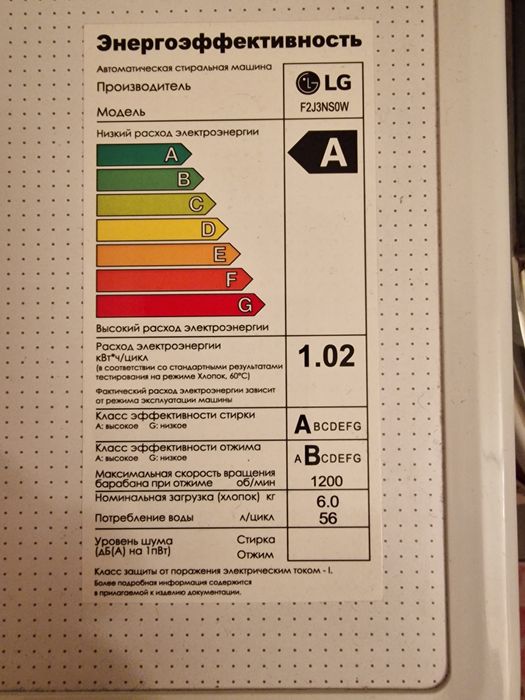 Энергоэффективность
Автоматическая стиральная машина
Производитель
LG
Модель
F2J3NS0W
Низкий расход электроэнергии
A
A
B
C
D
E
F
G
Высокий расход электроэнергии
Расход электроэнергии
кВт*ч/цикл
1.02
(в соответствии со стандартными результатами
тестирования на режиме Хлопок, 60°C)
Фактический расход электроэнергии зависит
от режима эксплуатации машины
Класс эффективности стирки
A: высокое G: низкое
ABCDEFG
Класс эффективности отжима
A: высокое G: низкое
ABCDEFG
Максимальная скорость вращения
барабана при отжиме об/мин
1200
Номинальная загрузка (хлопок) кг
6.0
Потребление воды л/цикл
56
Уровень шума Стирка
(дБ(А) на 1пВт) Отжим
Класс защиты от поражения электрическим током - I.
Более подробная информация содержится
в прилагаемой к изделию документации.